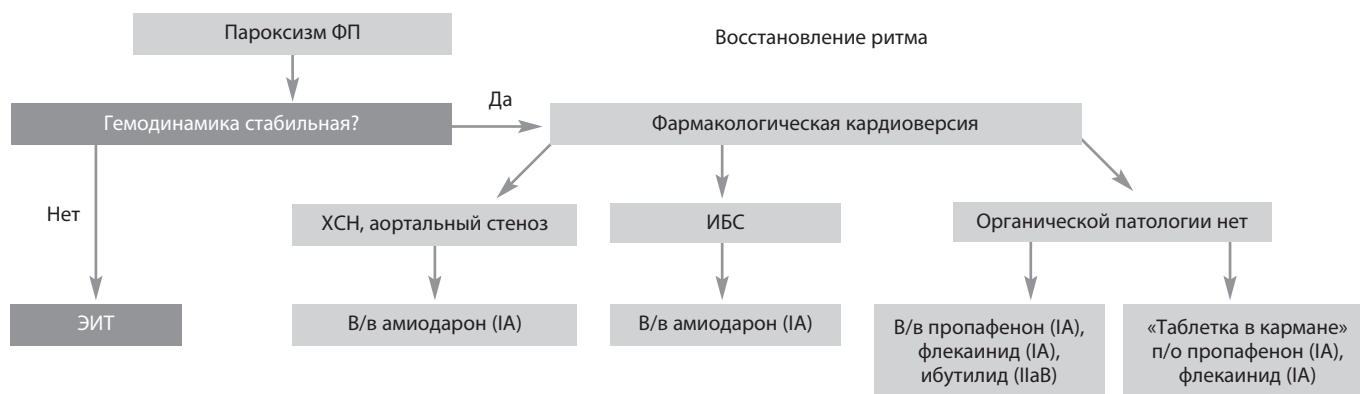 Пароксизм ФП
Восстановление ритма
Гемодинамика стабильная?
Да
Фармакологическая кардиоверсия
Нет
ХСН, аортальный стеноз
ИБС
Органической патологии нет
ЭИТ
В/в амиодарон (IA)
В/в амиодарон (IA)
В/в пропафенон (IA),
флекаинид (IA),
ибутилид (IIaB)
«Таблетка в кармане»
п/о пропафенон (IA),
флекаинид (IA)